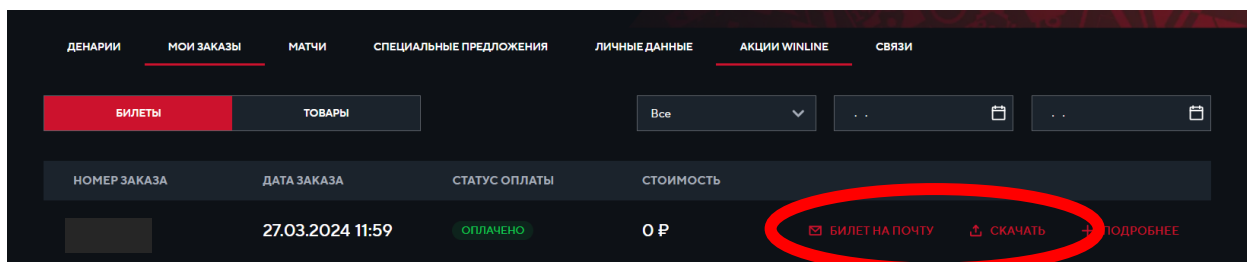 ДЕНАРИИ МОИ ЗАКАЗЫ МАТЧИ СПЕЦИАЛЬНЫЕ ПРЕДЛОЖЕНИЯ ЛИЧНЫЕ ДАННЫЕ АКЦИИ WINLINE СВЯЗИ
БИЛЕТЫ ТОВАРЫ Все . . . .
НОМЕР ЗАКАЗА ДАТА ЗАКАЗА СТАТУС ОПЛАТЫ СТОИМОСТЬ
27.03.2024 11:59 ОПЛАЧЕНО 0 ₽ БИЛЕТ НА ПОЧТУ СКАЧАТЬ + ПОДРОБНЕЕ